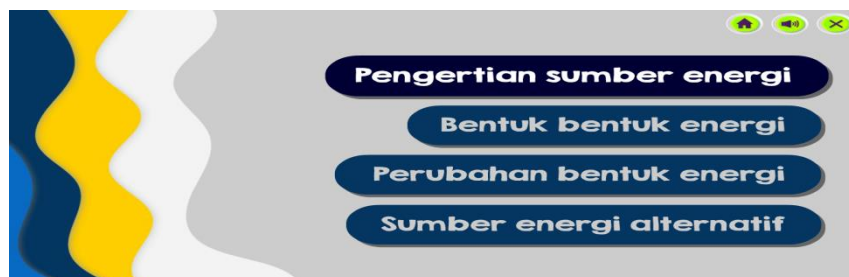 Pengertian sumber energi
Bentuk bentuk energi
Perubahan bentuk energi
Sumber energi alternatif